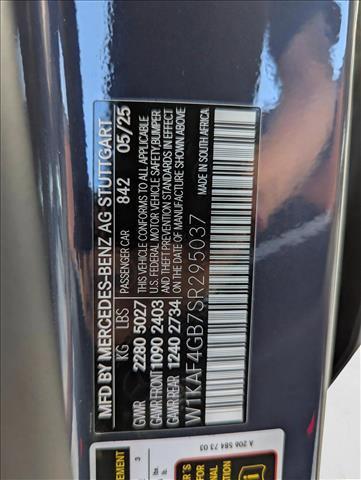 MFD BY MERCEDES-BENZ AG STUTTGART
PASSENGER CAR 842 05/25
KG LBS
GVWR 2280 5027
GAWR FRONT 1090 2403
GAWR REAR 1240 2734
THIS VEHICLE CONFORMS TO ALL APPLICABLE
U.S. FEDERAL MOTOR VEHICLE SAFETY, BUMPER
AND THEFT PREVENTION STANDARDS IN EFFECT
ON THE DATE OF MANUFACTURE SHOWN ABOVE
W1KAF4GB7SR295037
MADE IN SOUTH AFRICA
A 206 584 73 03